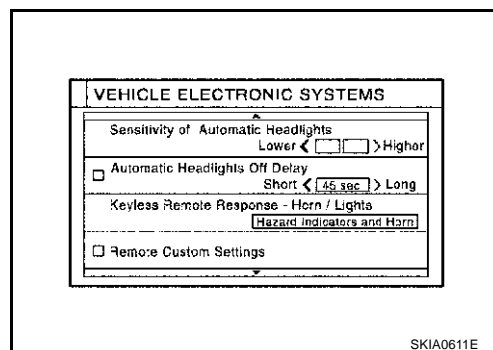 VEHICLE ELECTRONIC SYSTEMS
Sensitivity of Automatic Headlights
Lower < > Higher
Automatic Headlights Off Delay
Short < 45 sec > Long
Keyless Remote Response - Horn / Lights
Hazard Indicators and Horn
Remote Custom Settings
SKIA0611E